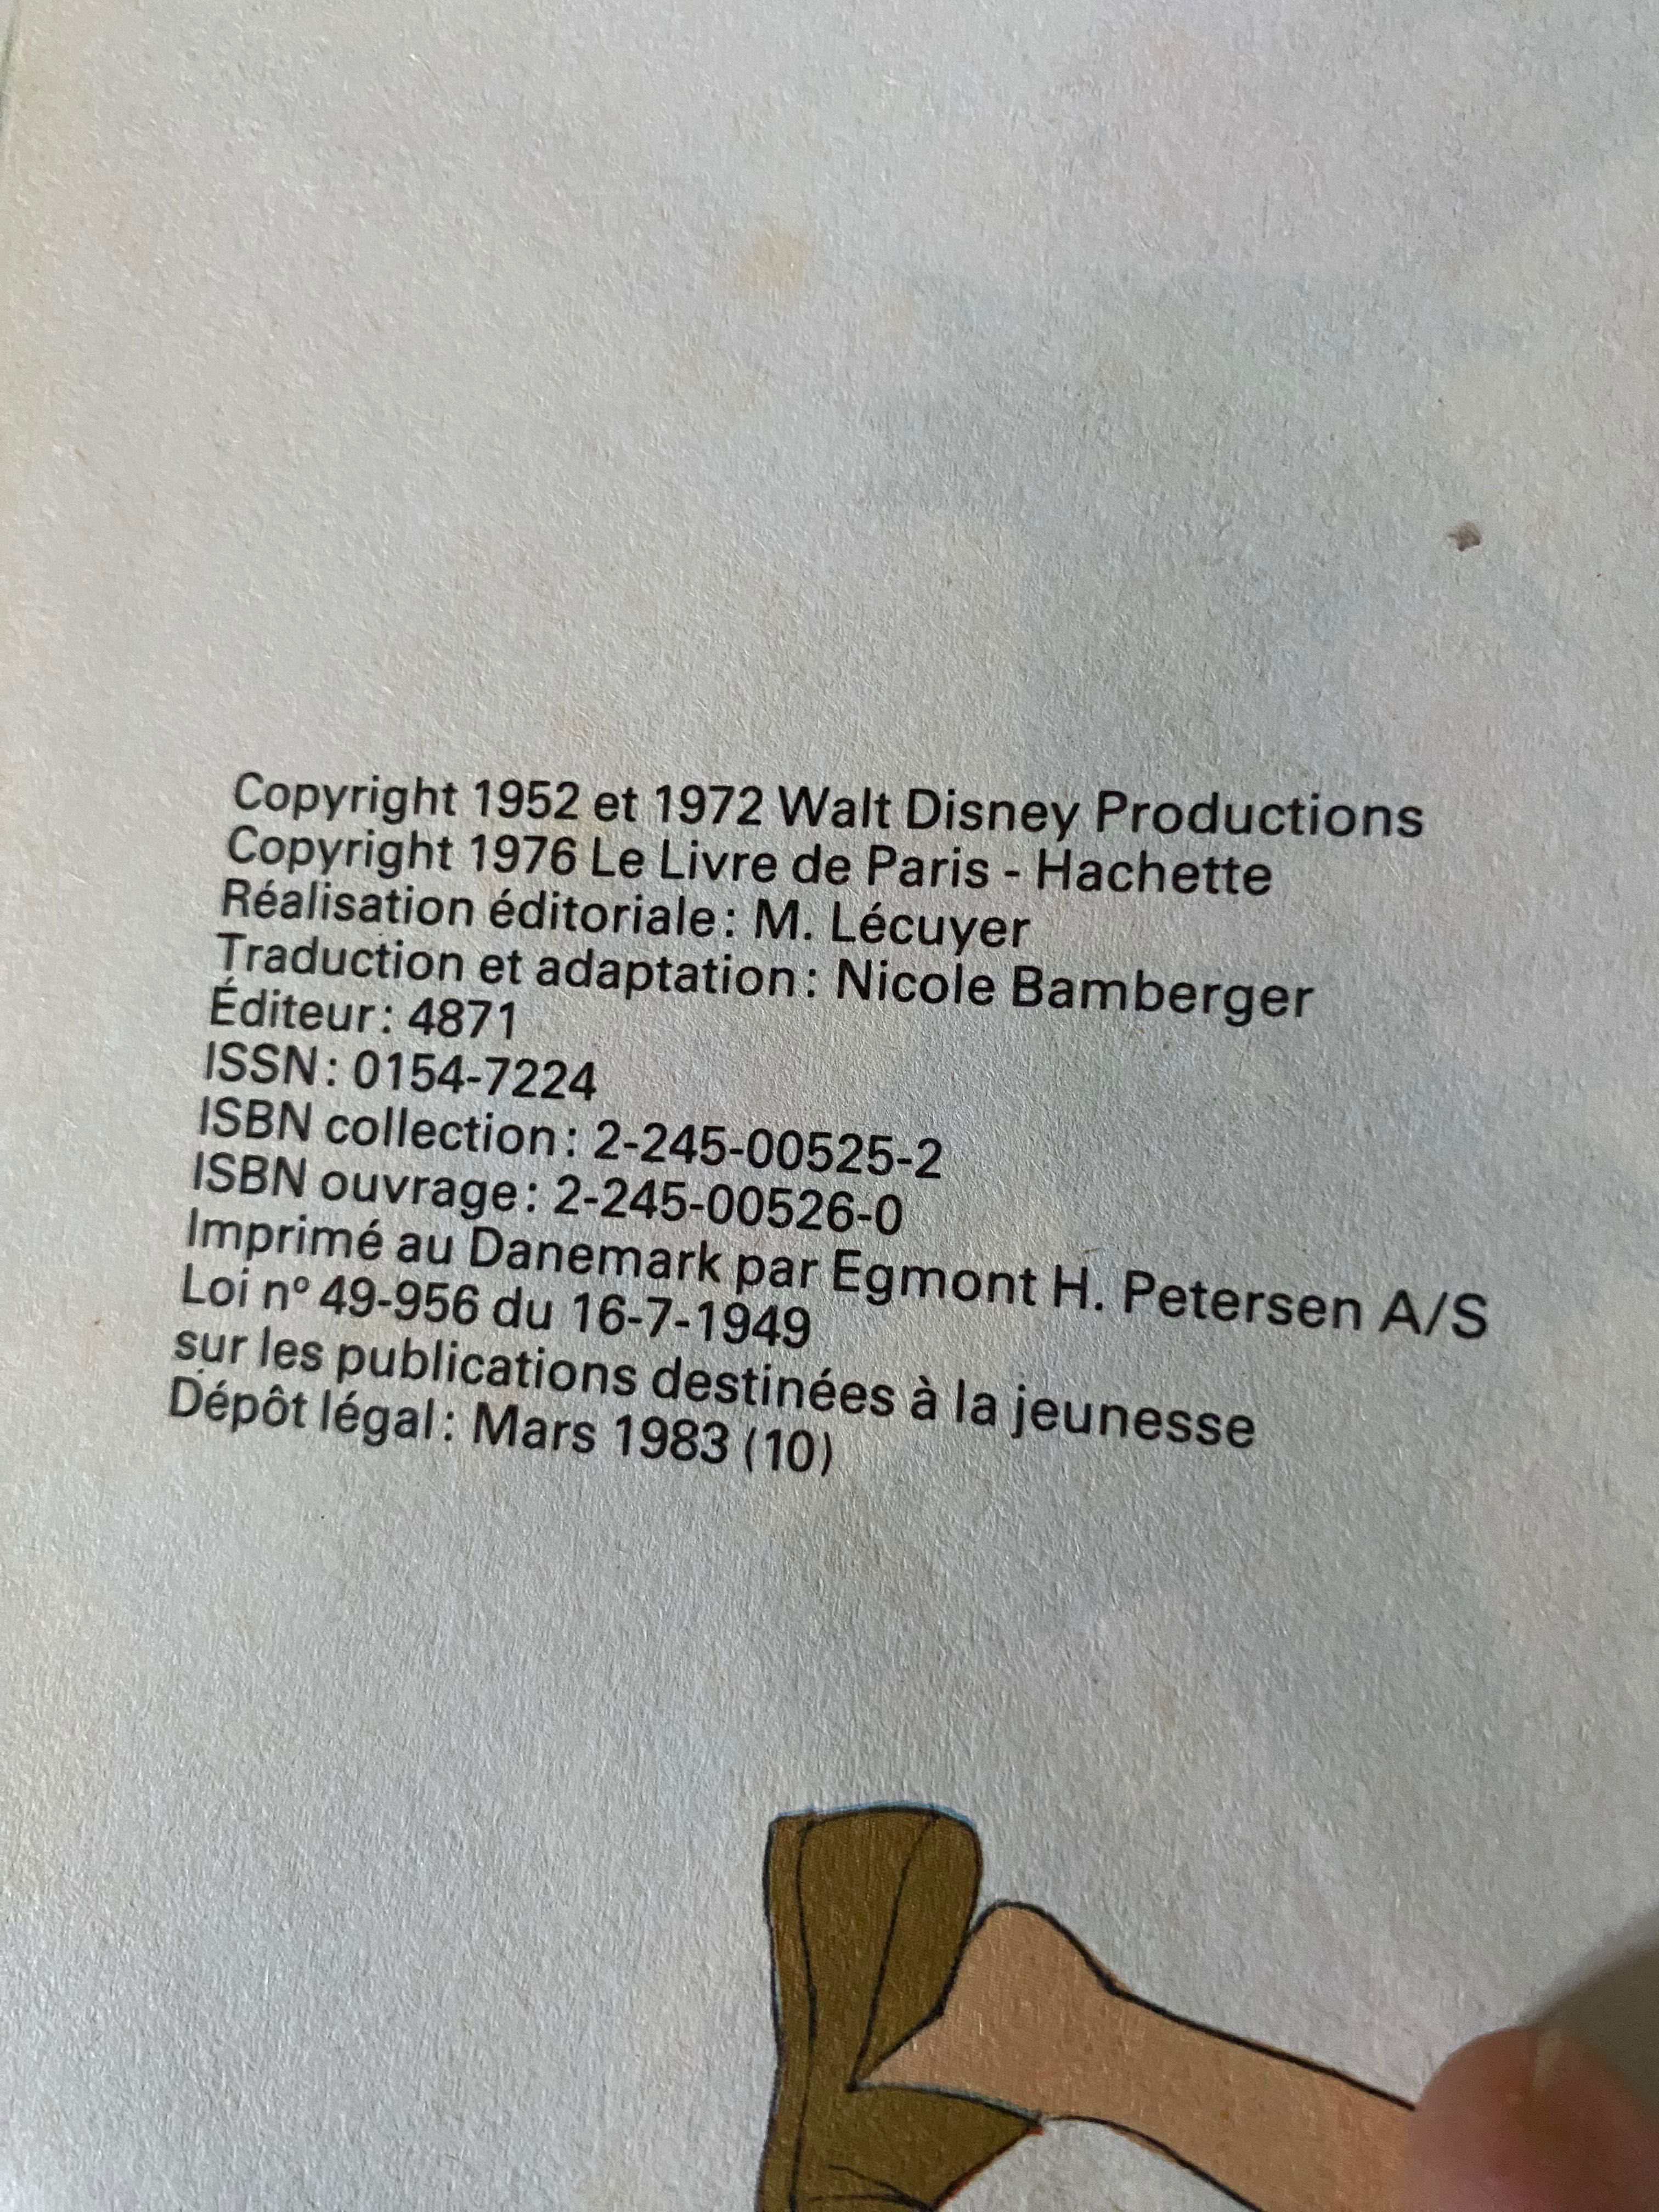 Copyright 1952 et 1972 Walt Disney Productions
Copyright 1976 Le Livre de Paris - Hachette
Réalisation éditoriale: M. Lécuyer
Traduction et adaptation: Nicole Bamberger
Éditeur: 4871
ISSN: 0154-7224
ISBN collection: 2-245-00525-2
ISBN ouvrage: 2-245-00526-0
Imprimé au Danemark par Egmont H. Petersen A/S
Loi nº 49-956 du 16-7-1949
sur les publications destinées à la jeunesse
Dépôt légal: Mars 1983 (10)